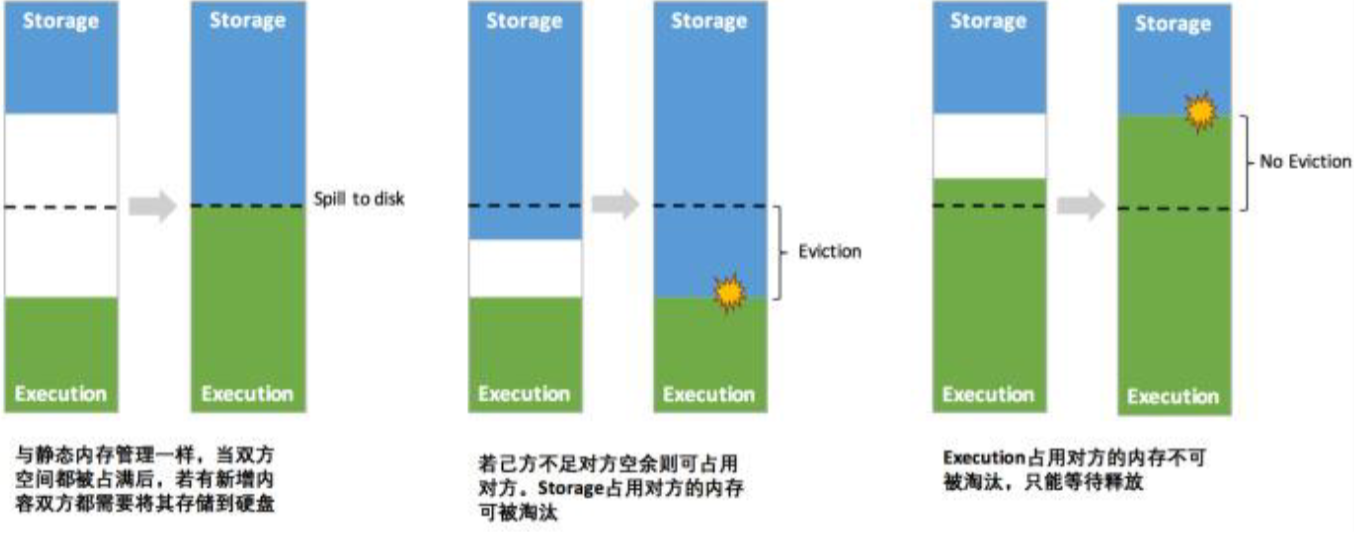 Storage
Storage
Spill to disk
Execution
Execution
与静态内存管理一样，当双方
空间都被占满后，若有新增内
容双方都需要将其存储到硬盘
Storage
Storage
Eviction
Execution
Execution
若己方不足对方空余则可占用
对方。Storage占用对方的内存
可被淘汰
Storage
Storage
No Eviction
Execution
Execution
Execution占用对方的内存不可
被淘汰，只能等待释放